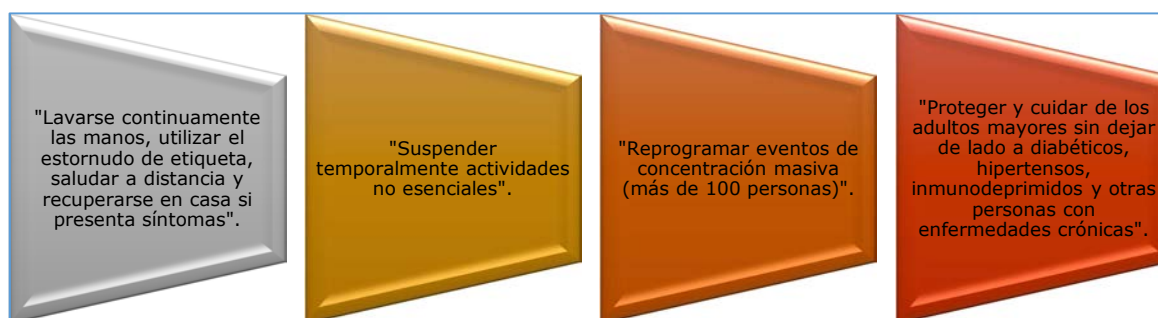 "Lavarse continuamente
las manos, utilizar el
estornudo de etiqueta,
saludar a distancia y
recuperarse en casa si
presenta síntomas".
"Suspender
temporalmente actividades
no esenciales".
"Reprogramar eventos de
concentración masiva
(más de 100 personas)".
"Proteger y cuidar de los
adultos mayores sin dejar
de lado a diabéticos,
hipertensos,
inmunodeprimidos y otras
personas con
enfermedades crónicas".